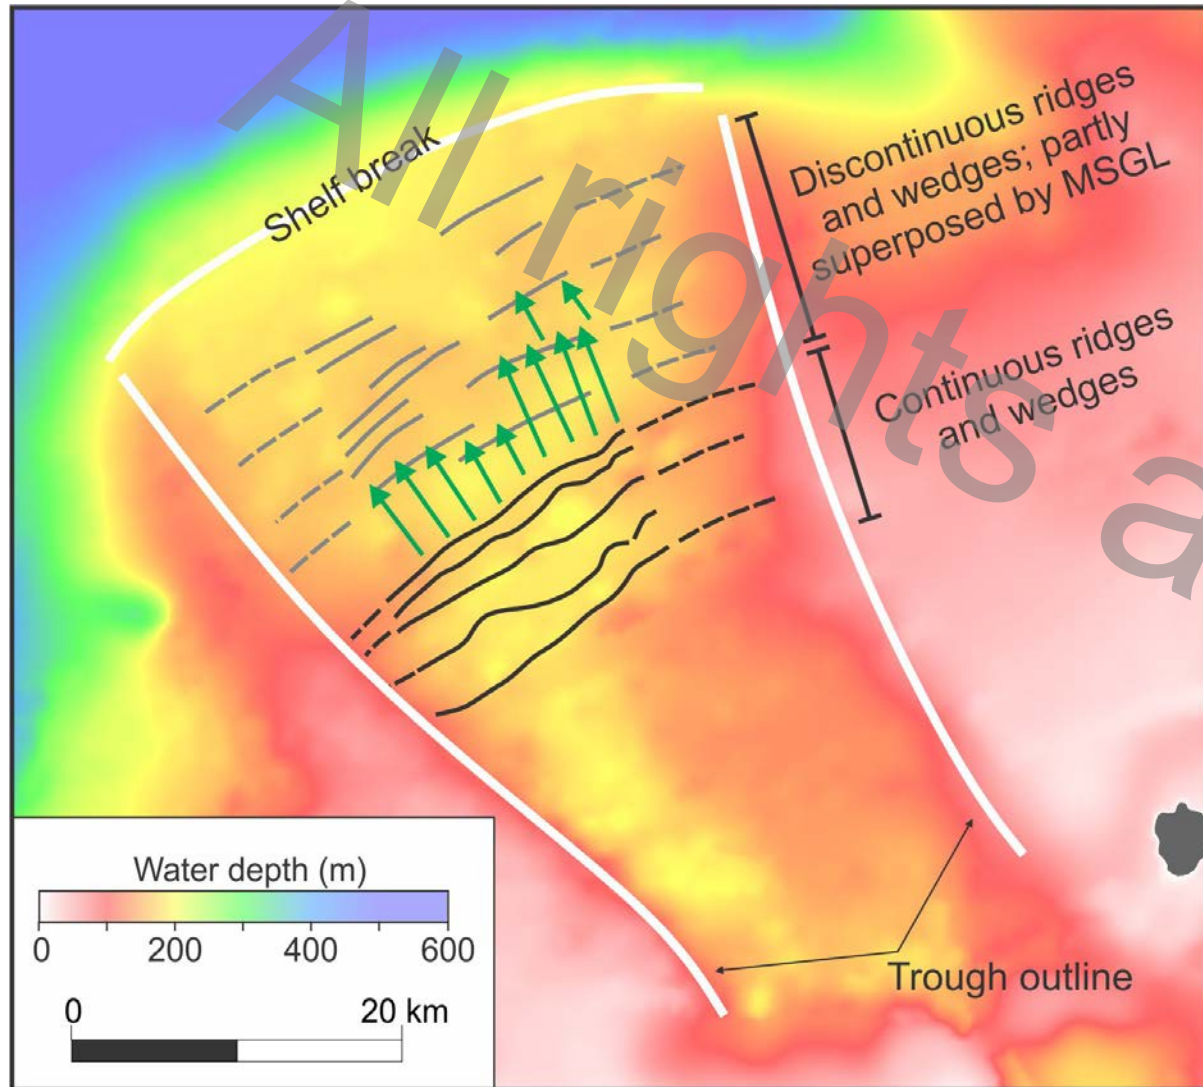 All rights a
Shelf break
Discontinuous ridges
and wedges; partly
superposed by MSGL
Continuous ridges
and wedges
Trough outline
Water depth (m)
0 200 400 600
0 20 km